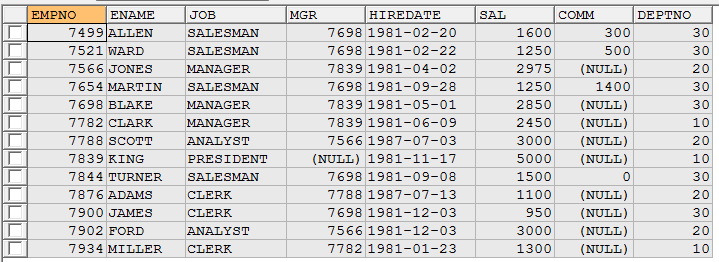 EMPNO ENAME JOB MGR HIREDATE SAL COMM DEPTNO
7499 ALLEN SALESMAN 7698 1981-02-20 1600 300 30
7521 WARD SALESMAN 7698 1981-02-22 1250 500 30
7566 JONES MANAGER 7839 1981-04-02 2975 (NULL) 20
7654 MARTIN SALESMAN 7698 1981-09-28 1250 1400 30
7698 BLAKE MANAGER 7839 1981-05-01 2850 (NULL) 30
7782 CLARK MANAGER 7839 1981-06-09 2450 (NULL) 10
7788 SCOTT ANALYST 7566 1987-07-03 3000 (NULL) 20
7839 KING PRESIDENT (NULL) 1981-11-17 5000 (NULL) 10
7844 TURNER SALESMAN 7698 1981-09-08 1500 0 30
7876 ADAMS CLERK 7788 1987-07-13 1100 (NULL) 20
7900 JAMES CLERK 7698 1981-12-03 950 (NULL) 30
7902 FORD ANALYST 7566 1981-12-03 3000 (NULL) 20
7934 MILLER CLERK 7782 1981-01-23 1300 (NULL) 10